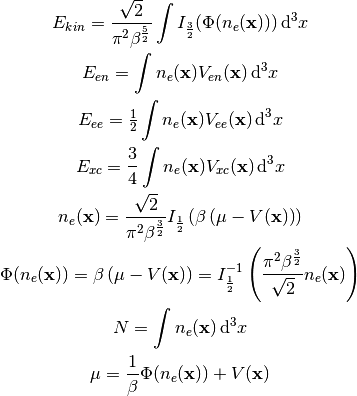 E_{kin} = \frac{\sqrt{2}}{\pi^2 \beta^{\frac{5}{2}}} \int I_{\frac{3}{2}}(\Phi(n_e(\mathbf{x}))) \, \mathrm{d}^3 x
E_{en} = \int n_e(\mathbf{x}) V_{en}(\mathbf{x}) \, \mathrm{d}^3 x
E_{ee} = \frac{1}{2} \int n_e(\mathbf{x}) V_{ee}(\mathbf{x}) \, \mathrm{d}^3 x
E_{xc} = \frac{3}{4} \int n_e(\mathbf{x}) V_{xc}(\mathbf{x}) \, \mathrm{d}^3 x
n_e(\mathbf{x}) = \frac{\sqrt{2}}{\pi^2 \beta^{\frac{3}{2}}} I_{\frac{1}{2}} \left( \beta \left( \mu - V(\mathbf{x}) \right) \right)
\Phi(n_e(\mathbf{x})) = \beta \left( \mu - V(\mathbf{x}) \right) = I_{\frac{1}{2}}^{-1} \left( \frac{\pi^2 \beta^{\frac{3}{2}}}{\sqrt{2}} n_e(\mathbf{x}) \right)
N = \int n_e(\mathbf{x}) \, \mathrm{d}^3 x
\mu = \frac{1}{\beta} \Phi(n_e(\mathbf{x})) + V(\mathbf{x})